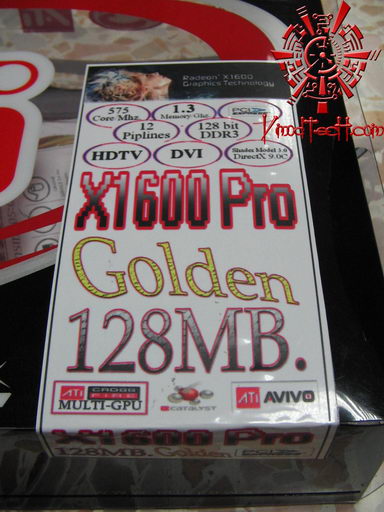 Radeon® X1600
Graphics Technology
575
Core Mhz
1.3
Memory Ghz
PCI
EXPRESS
12
Piplines
128 bit
DDR3
HDTV
DVI
Shader Model 3.0
DirectX 9.0C
X1600 Pro
Golden
128MB.
ATI CROSS
FIRE
MULTI-GPU
CATALYST
ATI AVIVO
X1600 Pro
128MB. Golden